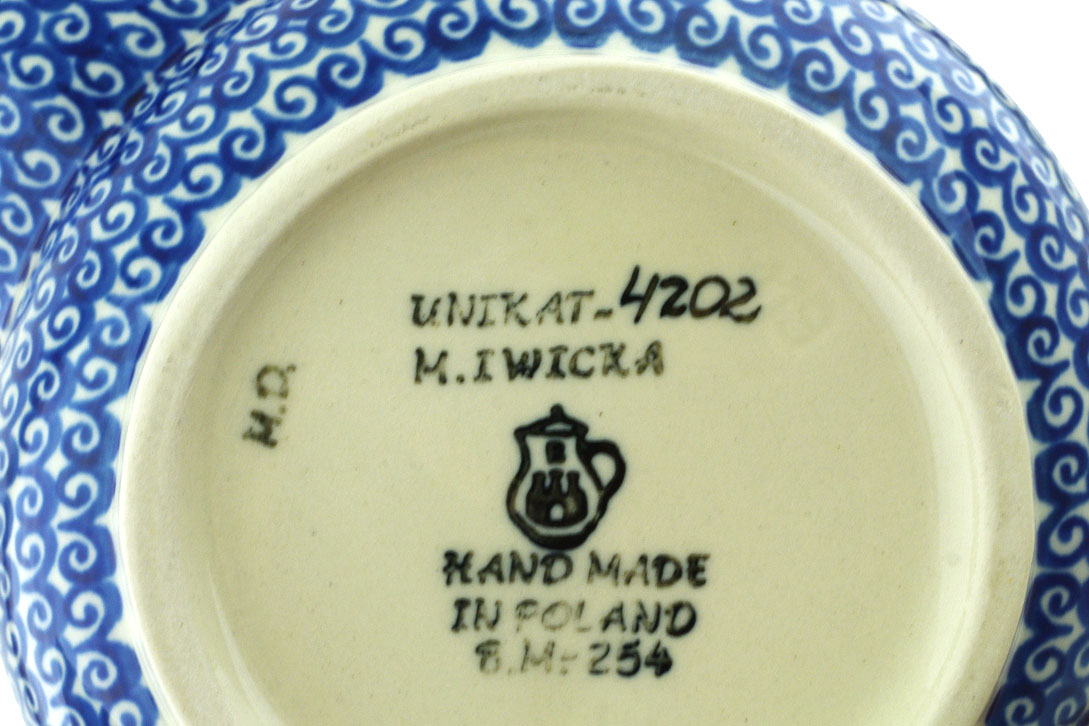 UNIKAT-4202
M. IWICKA
HAND MADE
IN POLAND
B.M.-254